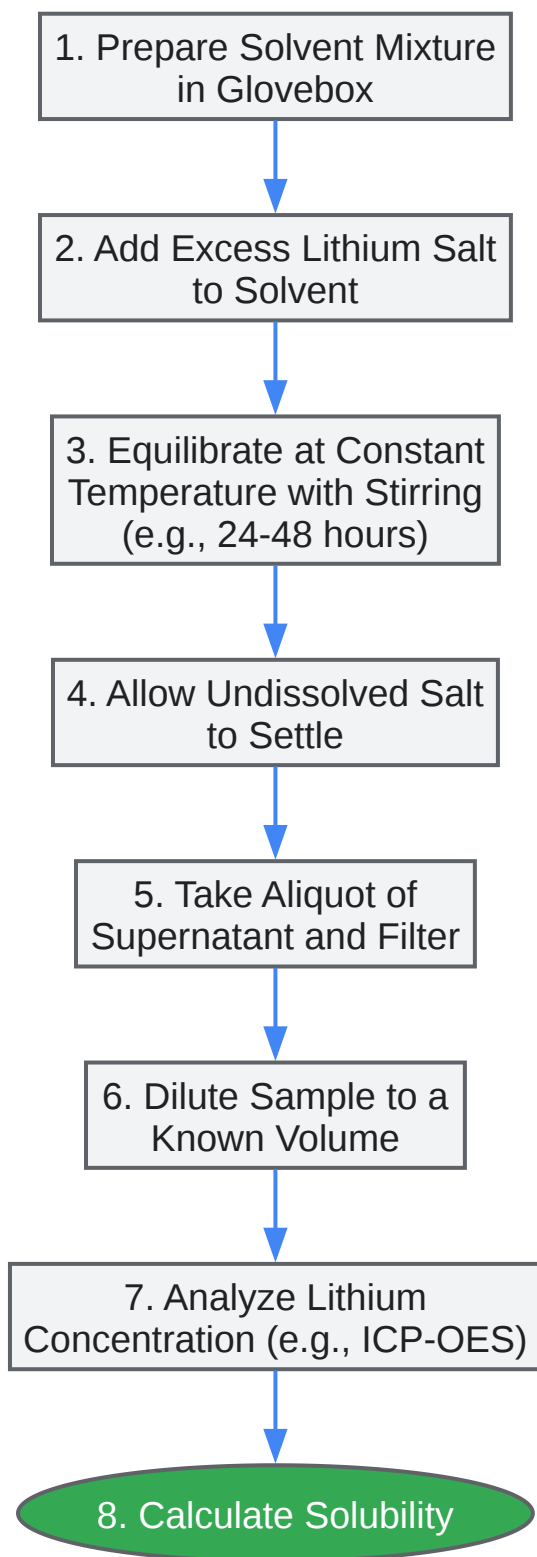 1. Prepare Solvent Mixture
in Glovebox
2. Add Excess Lithium Salt
to Solvent
3. Equilibrate at Constant
Temperature with Stirring
(e.g., 24-48 hours)
4. Allow Undissolved Salt
to Settle
5. Take Aliquot of
Supernatant and Filter
6. Dilute Sample to a
Known Volume
7. Analyze Lithium
Concentration (e.g., ICP-OES)
8. Calculate Solubility